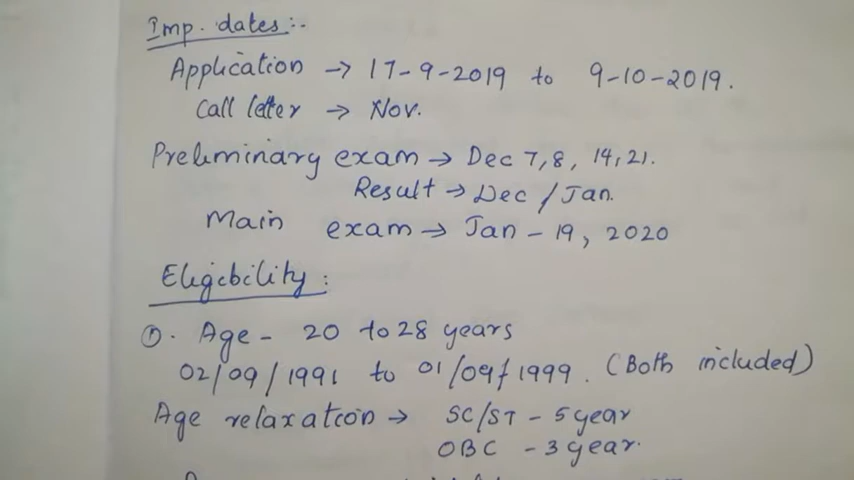 Imp. dates:-
Application → 17-9-2019 to 9-10-2019.
Call letter → Nov.
Preliminary exam → Dec 7,8, 14,21.
Result → Dec / Jan.
Main exam → Jan - 19, 2020
Eligibility:
①. Age - 20 to 28 years
02/09/1991 to 01/09/1999. (Both included)
Age relaxation → SC/ST - 5 year
OBC - 3 year.